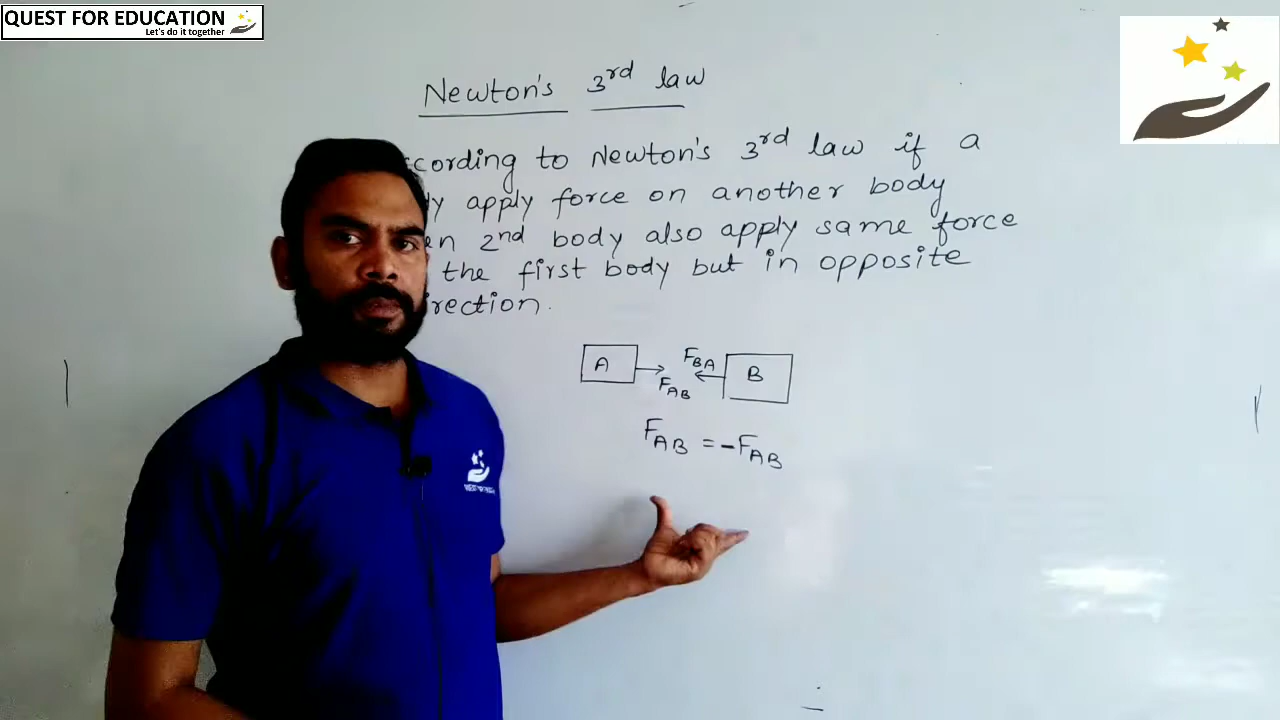 QUEST FOR EDUCATION
Let's do it together
Newton's 3rd law
cording to Newton's 3rd law if a
dy apply force on another body
en 2nd body also apply same force
the first body but in opposite
irection.
A
FBA
B
FAB
FAB = -FAB